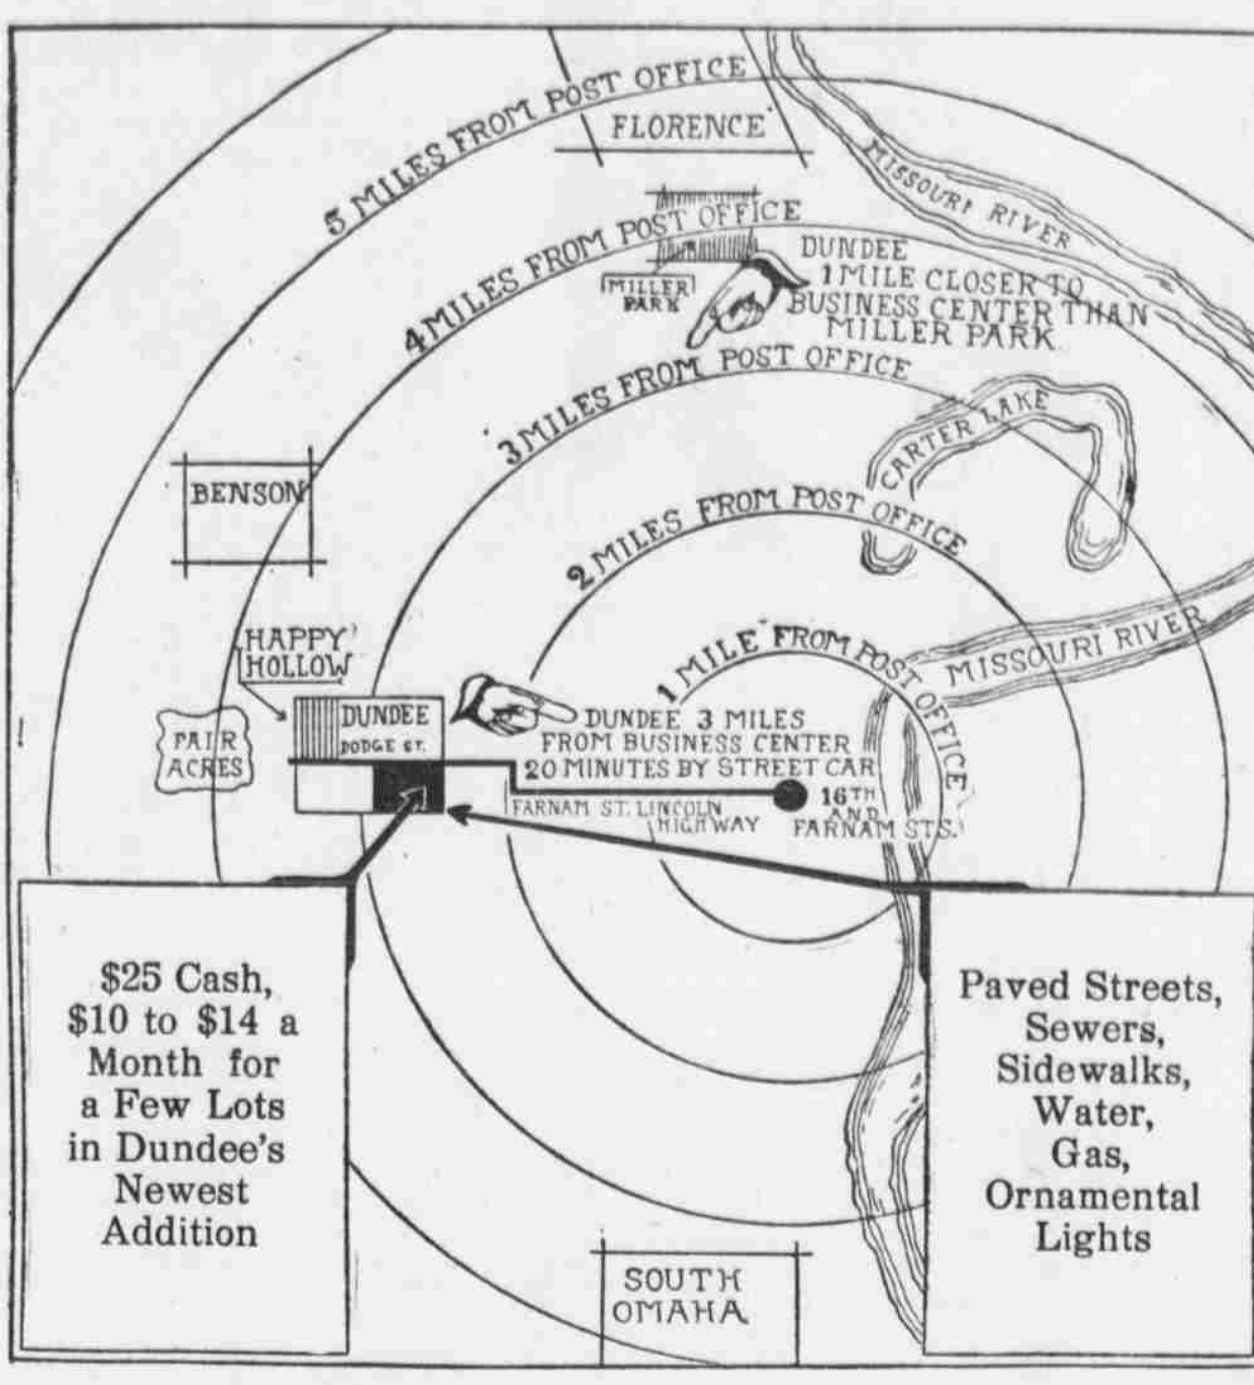 5 MILES FROM POST OFFICE
FLORENCE
MISSOURI RIVER
4 MILES FROM POST OFFICE
MILLER
PARK
DUNDEE
1 MILE CLOSER TO
BUSINESS CENTER THAN
MILLER PARK
3 MILES FROM POST OFFICE
CARTER LAKE
BENSON
2 MILES FROM POST OFFICE
1 MILE FROM POST OFFICE
MISSOURI RIVER
HAPPY
HOLLOW
FAIR
ACRES
DUNDEE
DODGE ST.
DUNDEE 3 MILES
FROM BUSINESS CENTER
20 MINUTES BY STREET CAR
FARNAM ST. LINCOLN
HIGHWAY
16TH
AND
FARNAM STS.
$25 Cash,
$10 to $14 a
Month for
a Few Lots
in Dundee's
Newest
Addition
Paved Streets,
Sewers,
Sidewalks,
Water,
Gas,
Ornamental
Lights
SOUTH
OMAHA